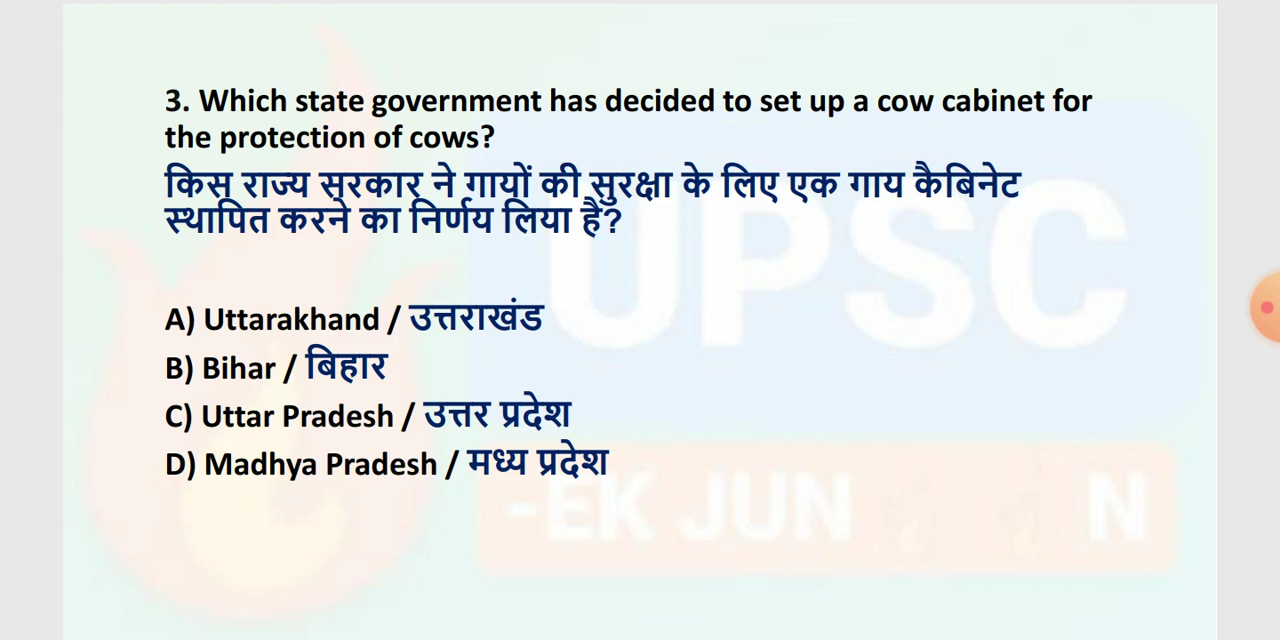 3. Which state government has decided to set up a cow cabinet for
the protection of cows?
किस राज्य सरकार ने गायों की सुरक्षा के लिए एक गाय कैबिनेट
स्थापित करने का निर्णय लिया है?
A) Uttarakhand / उत्तराखंड
B) Bihar / बिहार
C) Uttar Pradesh / उत्तर प्रदेश
D) Madhya Pradesh / मध्य प्रदेश
UPSC
-EK JUN N